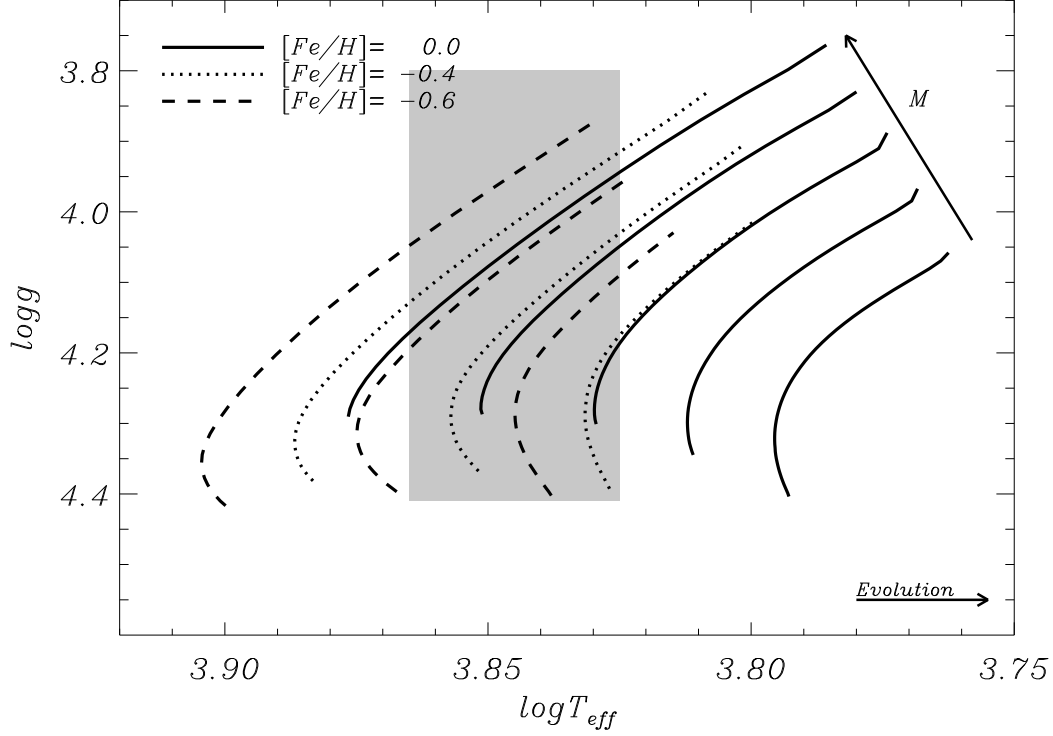 [Fe/H]= 0.0
[Fe/H]= −0.4
[Fe/H]= −0.6
M
3.8
4.0
4.2
4.4
logg
Evolution
3.90 3.85 3.80 3.75
logTeff